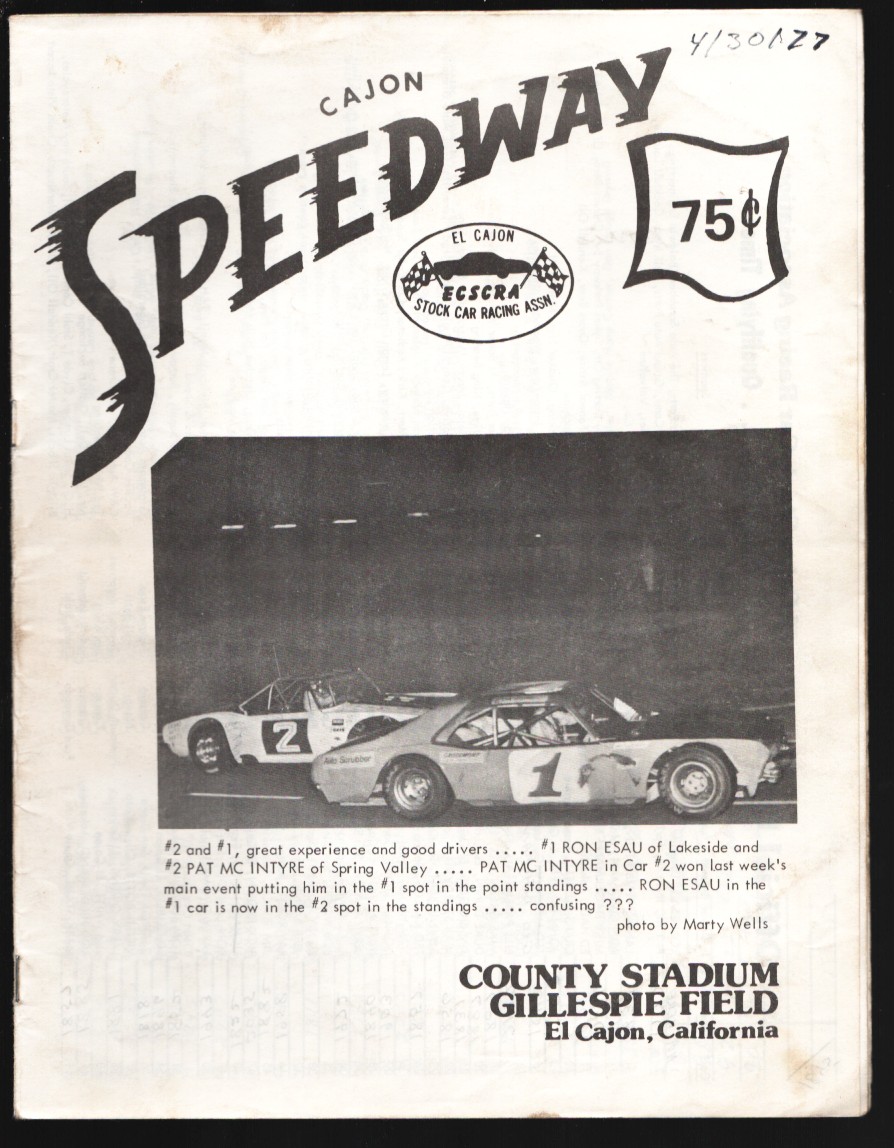 4/30/77
CAJON
SPEEDWAY
75¢
EL CAJON
ECSCRA
STOCK CAR RACING ASSN.
2
Auto Scrubber
1
#2 and #1, great experience and good drivers ..... #1 RON ESAU of Lakeside and
#2 PAT MC INTYRE of Spring Valley ..... PAT MC INTYRE in Car #2 won last week's
main event putting him in the #1 spot in the point standings ..... RON ESAU in the
#1 car is now in the #2 spot in the standings ..... confusing ???
photo by Marty Wells
COUNTY STADIUM
GILLESPIE FIELD
El Cajon, California